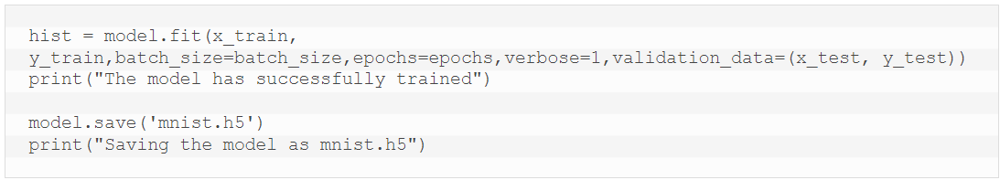 hist = model.fit(x_train,
y_train,batch_size=batch_size,epochs=epochs,verbose=1,validation_data=(x_test, y_test))
print("The model has successfully trained")
model.save('mnist.h5')
print("Saving the model as mnist.h5")